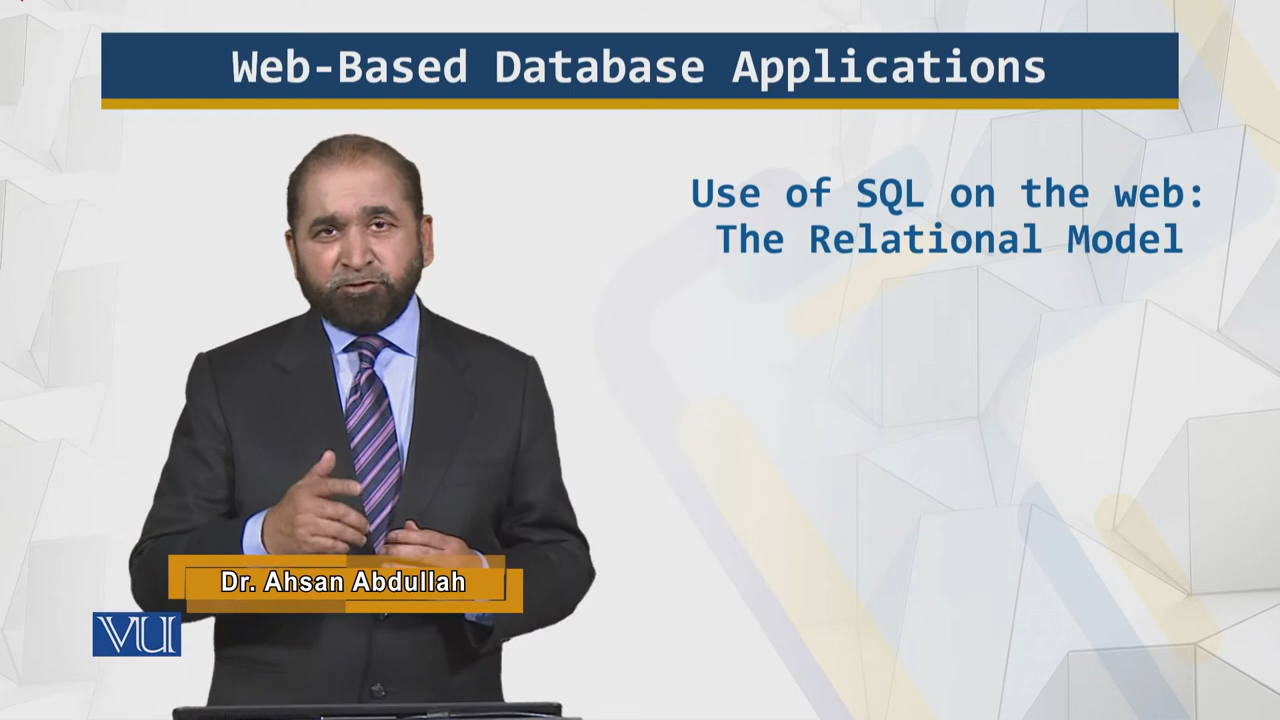 Web-Based Database Applications
Use of SQL on the web:
The Relational Model
Dr. Ahsan Abdullah
VU